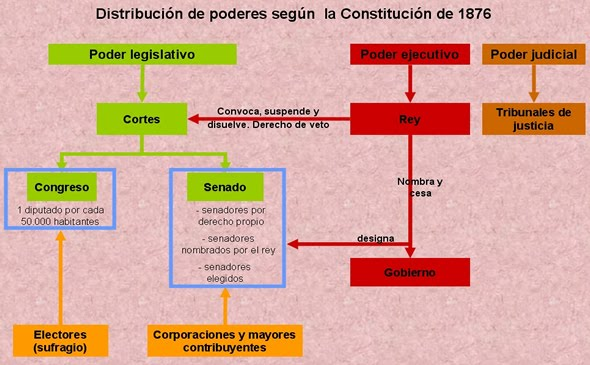 Distribución de poderes según la Constitución de 1876
Poder legislativo
Poder ejecutivo
Poder judicial
Cortes
Convoca, suspende y
disuelve. Derecho de veto
Rey
Tribunales de
justicia
Congreso
1 diputado por cada
50.000 habitantes
Senado
- senadores por
derecho propio
- senadores
nombrados por el rey
- senadores
elegidos
Nombra y
cesa
designa
Gobierno
Electores
(sufragio)
Corporaciones y mayores
contribuyentes